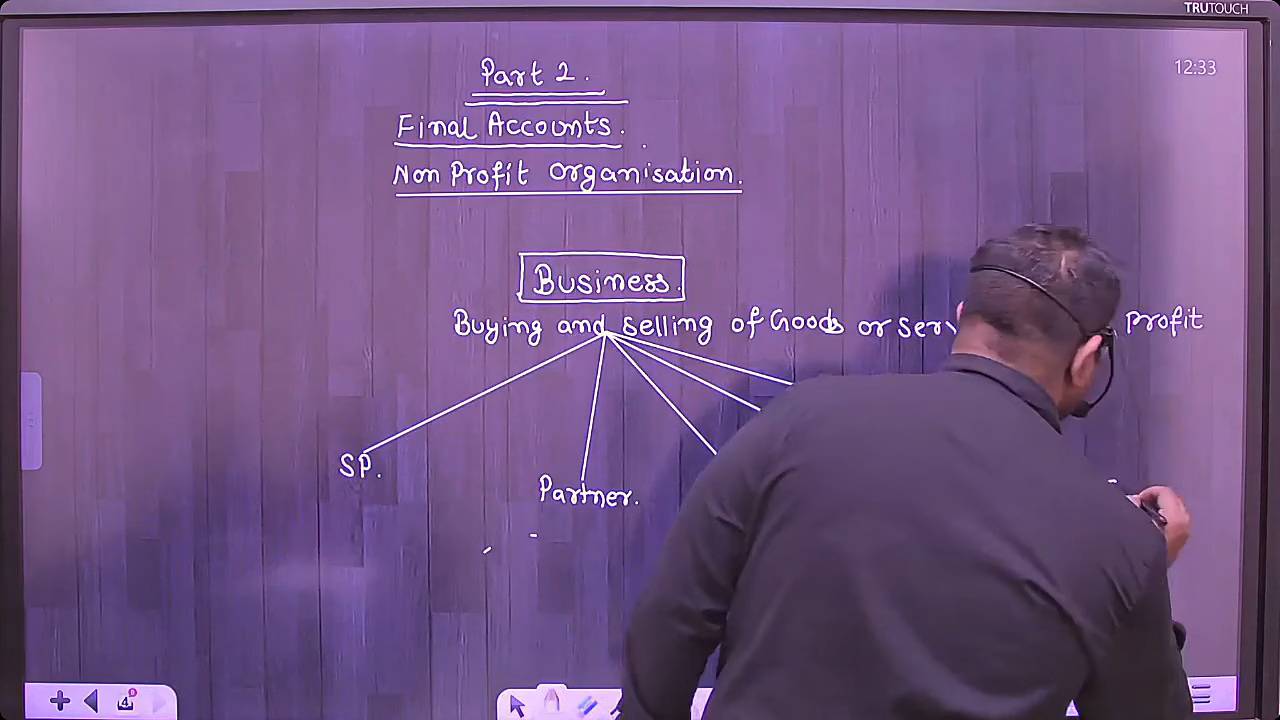 TRUTOUCH
12:33
Part 2.
Final Accounts.
Non Profit Organisation.
Business.
Buying and selling of Goods or Profit
SP.
Partner.
4